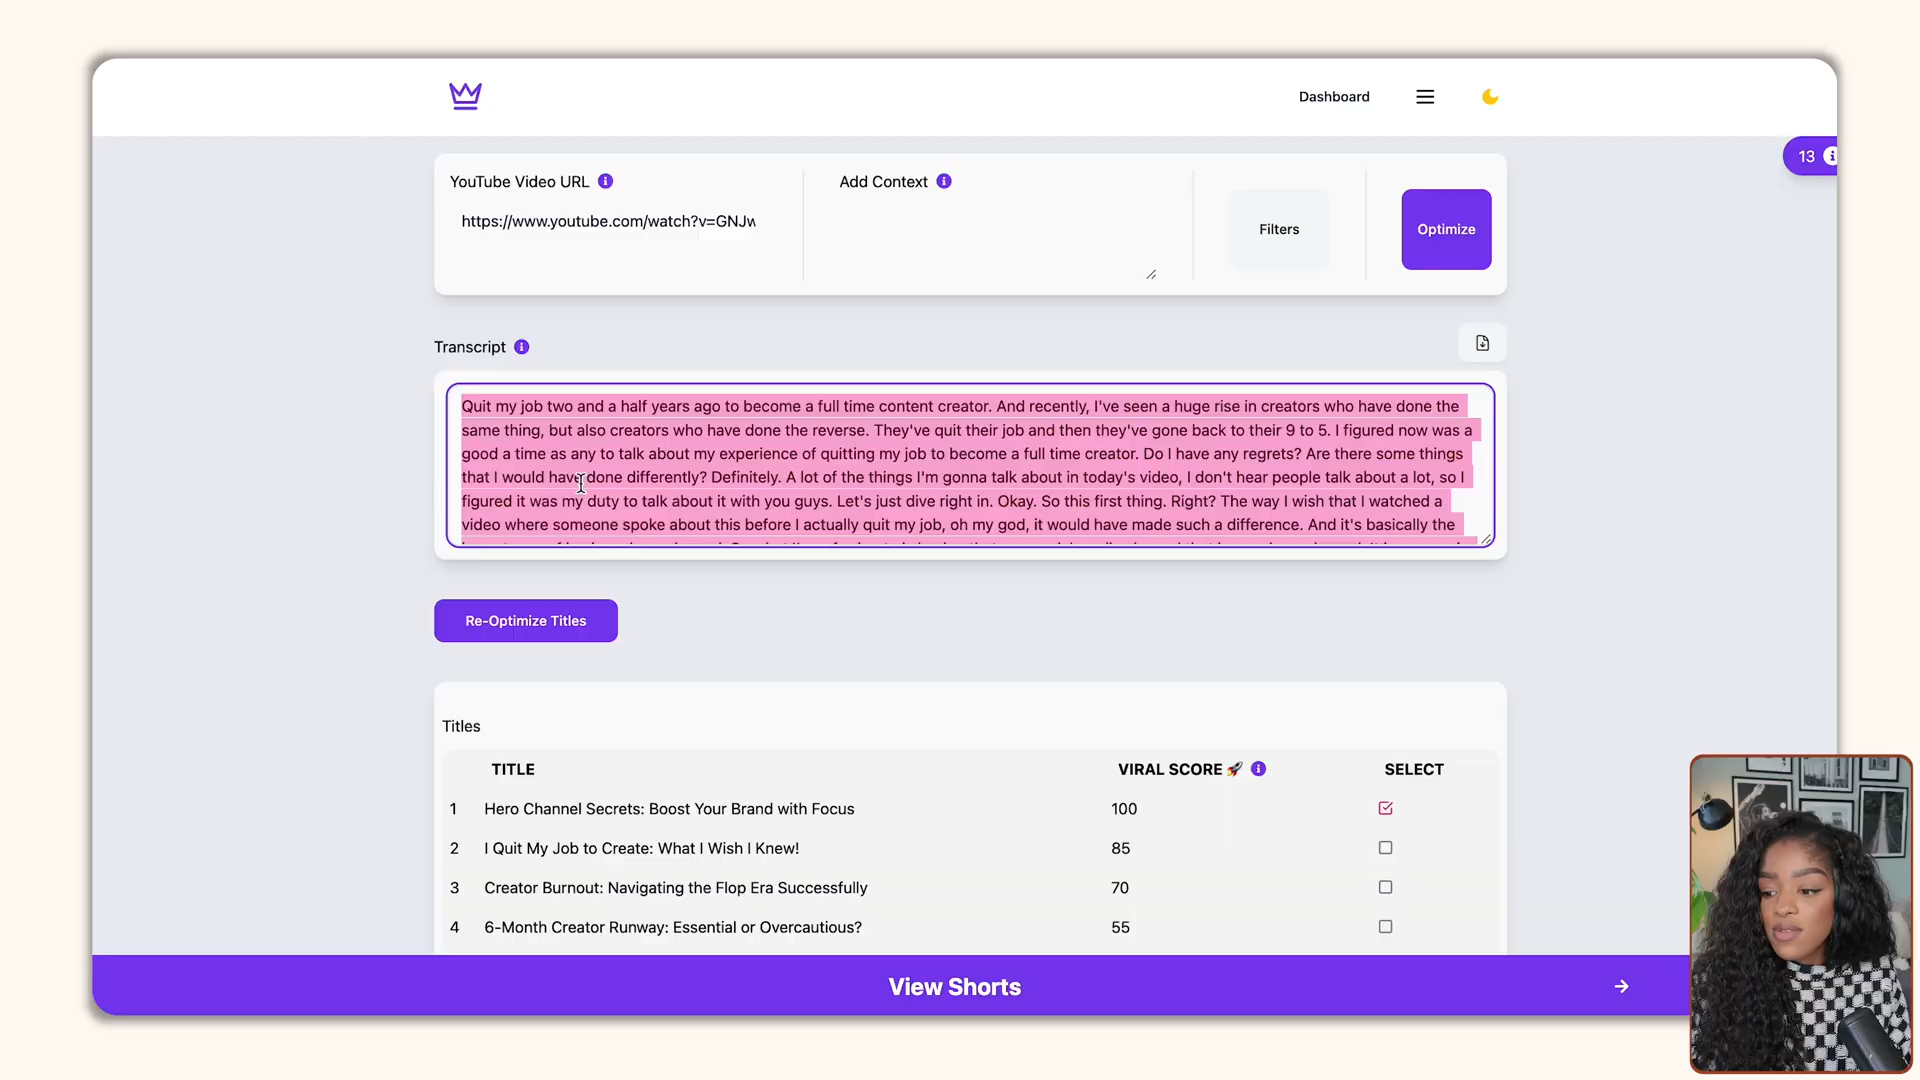 Dashboard
13
YouTube Video URL
Add Context
https://www.youtube.com/watch?v=GNJw
Filters
Optimize
Transcript
Quit my job two and a half years ago to become a full time content creator. And recently, I've seen a huge rise in creators who have done the
same thing, but also creators who have done the reverse. They've quit their job and then they've gone back to their 9 to 5. I figured now was a
good a time as any to talk about my experience of quitting my job to become a full time creator. Do I have any regrets? Are there some things
that I would have done differently? Definitely. A lot of the things I'm gonna talk about in today's video, I don't hear people talk about a lot, so I
figured it was my duty to talk about it with you guys. Let's just dive right in. Okay. So this first thing. Right? The way I wish that I watched a
video where someone spoke about this before I actually quit my job, oh my god, it would have made such a difference. And it's basically the
Re-Optimize Titles
Titles
TITLE VIRAL SCORE 🚀 SELECT
1 Hero Channel Secrets: Boost Your Brand with Focus 100
2 I Quit My Job to Create: What I Wish I Knew! 85
3 Creator Burnout: Navigating the Flop Era Successfully 70
4 6-Month Creator Runway: Essential or Overcautious? 55
View Shorts